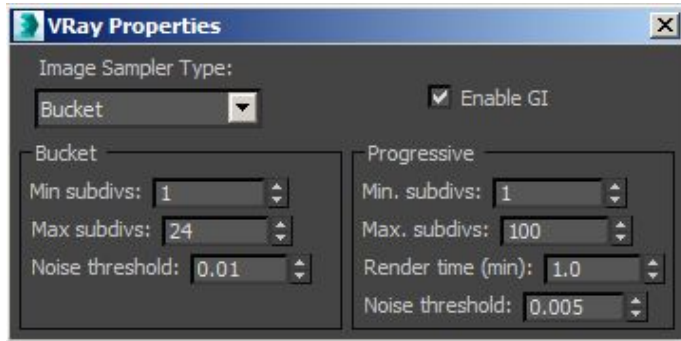 VRay Properties
Image Sampler Type:
Bucket
Enable GI
Bucket
Min subdivs: 1
Max subdivs: 24
Noise threshold: 0.01
Progressive
Min. subdivs: 1
Max. subdivs: 100
Render time (min): 1.0
Noise threshold: 0.005